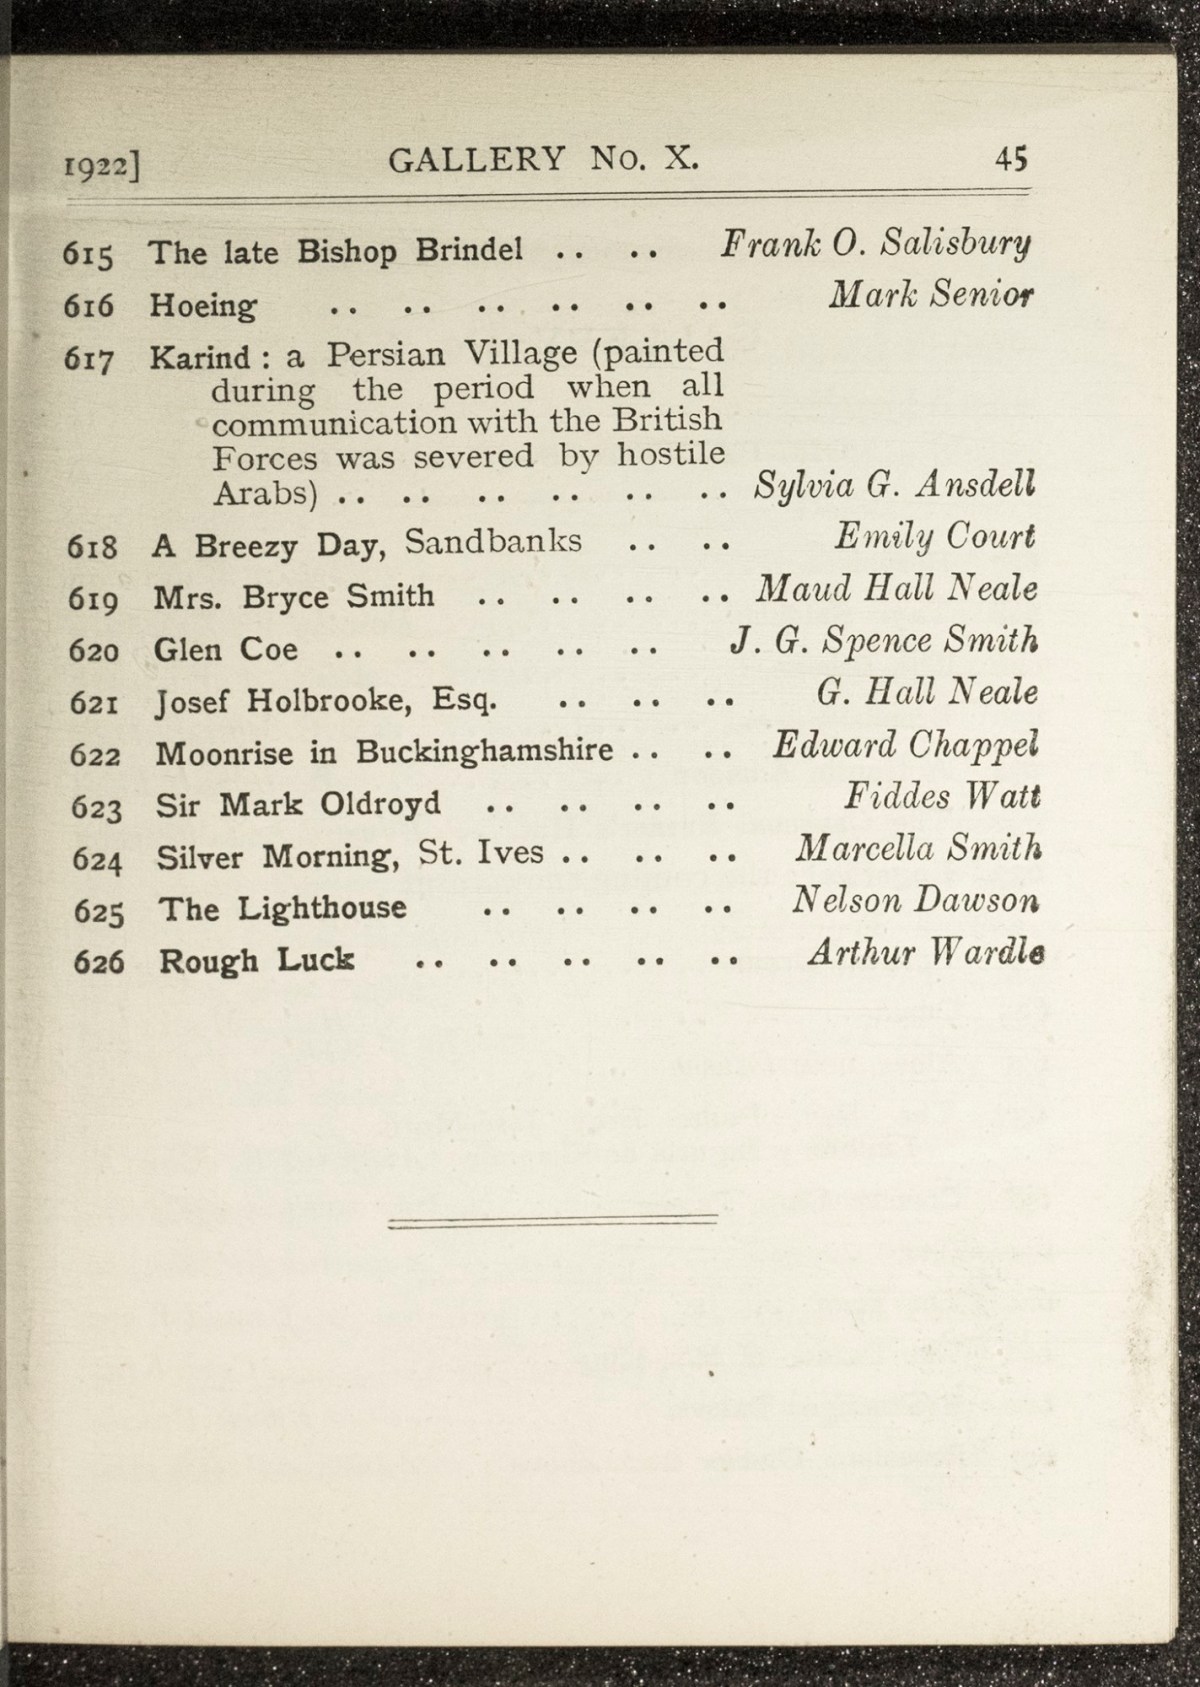 1922] GALLERY No. X. 45
615 The late Bishop Brindel .. .. Frank O. Salisbury
616 Hoeing .. .. .. .. .. .. Mark Senior
617 Karind : a Persian Village (painted
during the period when all
communication with the British
Forces was severed by hostile
Arabs) .. .. .. .. .. .. Sylvia G. Ansdell
618 A Breezy Day, Sandbanks .. .. Emily Court
619 Mrs. Bryce Smith .. .. .. .. Maud Hall Neale
620 Glen Coe .. .. .. .. .. J. G. Spence Smith
621 Josef Holbrooke, Esq. .. .. .. G. Hall Neale
622 Moonrise in Buckinghamshire .. .. Edward Chappel
623 Sir Mark Oldroyd .. .. .. .. Fiddes Watt
624 Silver Morning, St. Ives .. .. .. Marcella Smith
625 The Lighthouse .. .. .. .. Nelson Dawson
626 Rough Luck .. .. .. .. .. Arthur Wardle